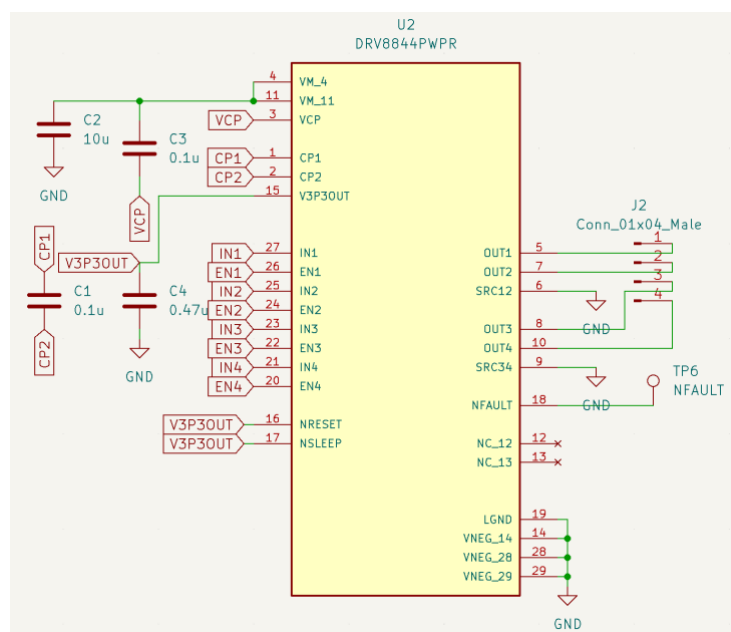 U2
DRV8844PWPR
4 VM_4
11 VM_11
VCP 3 VCP
CP1 1 CP1
CP2 2 CP2
15 V3P3OUT
IN1 27 IN1
EN1 26 EN1
IN2 25 IN2
EN2 24 EN2
IN3 23 IN3
EN3 22 EN3
IN4 21 IN4
EN4 20 EN4
V3P3OUT 16 NRESET
V3P3OUT 17 NSLEEP
OUT1 5
OUT2 7
SRC12 6
GND
OUT3 8
OUT4 10
SRC34 9
GND
NFAULT 18
NC_12 12
NC_13 13
LGND 19
VNEG_14 14
VNEG_28 28
VNEG_29 29
GND
C2
10u
GND
C3
0.1u
VCP
CP1
C1
0.1u
CP2
V3P3OUT
C4
0.47u
GND
J2
Conn_01x04_Male
1
2
3
4
TP6
NFAULT